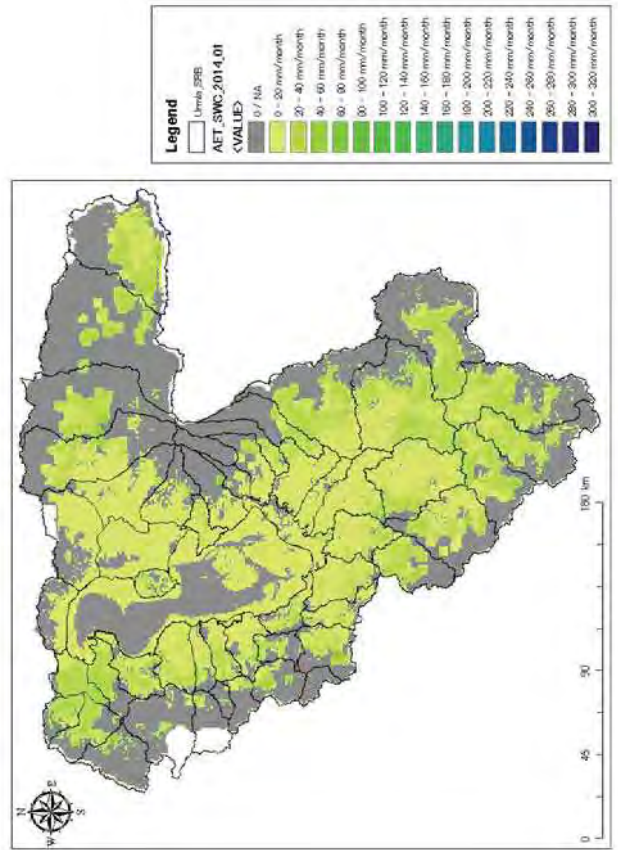 N
W E
S
Legend
Urmia_SRB
AET_SWC_2014_01
<VALUE>
0 / NA
0 - 20 mm/month
20 - 40 mm/month
40 - 60 mm/month
60 - 80 mm/month
80 - 100 mm/month
100 - 120 mm/month
120 - 140 mm/month
140 - 160 mm/month
160 - 180 mm/month
180 - 200 mm/month
200 - 220 mm/month
220 - 240 mm/month
240 - 260 mm/month
260 - 280 mm/month
280 - 300 mm/month
300 - 320 mm/month
0 45 90 180 km